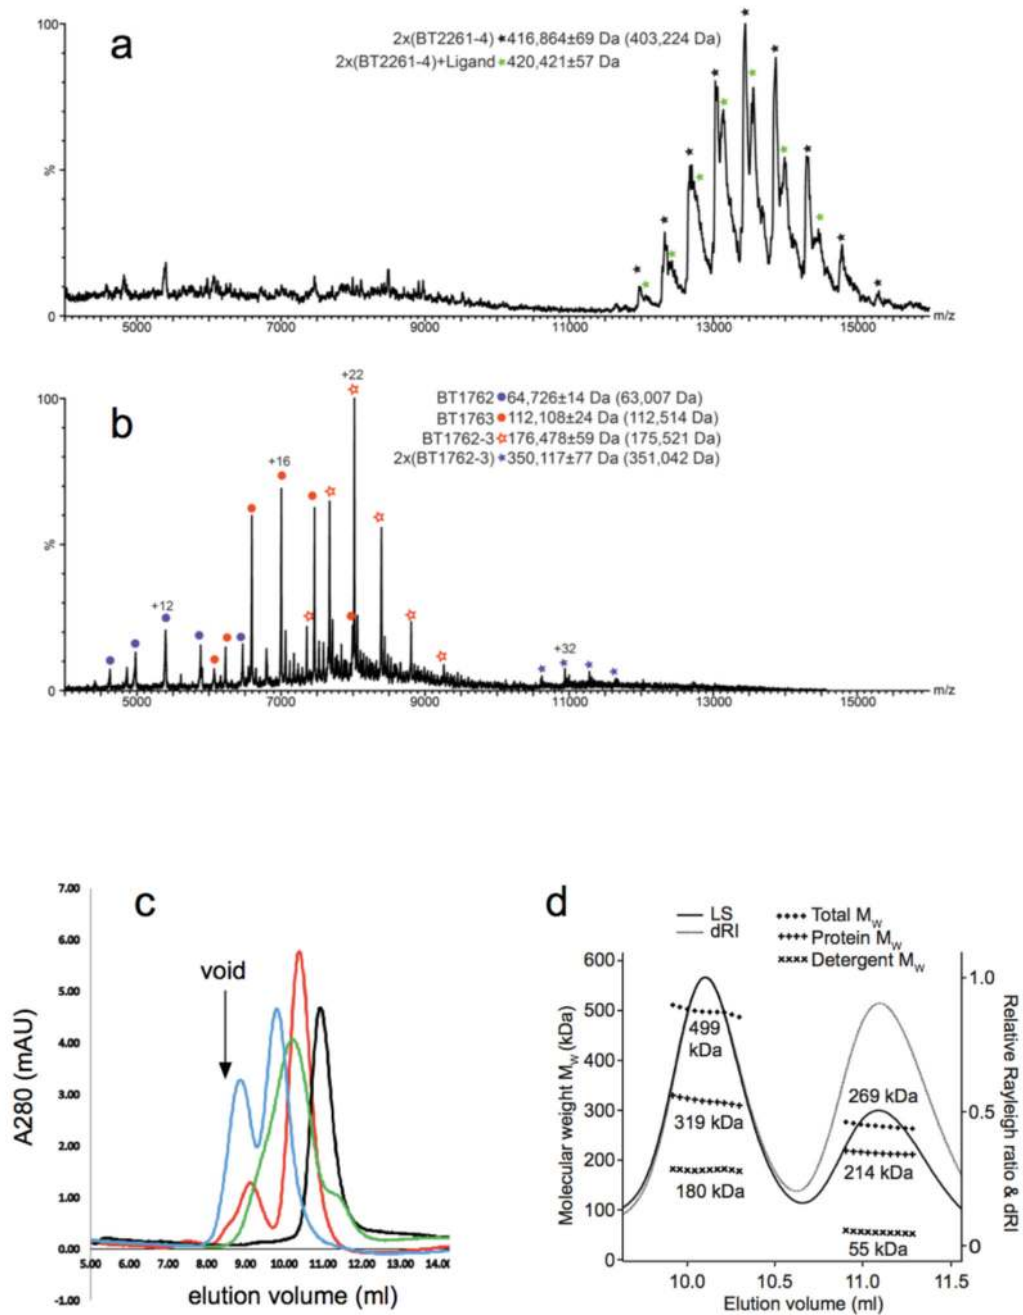 a
100
%
0
2x(BT2261-4) ★ 416,864±69 Da (403,224 Da)
2x(BT2261-4)+Ligand ★ 420,421±57 Da
5000 7000 9000 11000 13000 15000 m/z
b
100
%
0
+22
+16
+12
+32
BT1762 ● 64,726±14 Da (63,007 Da)
BT1763 ● 112,108±24 Da (112,514 Da)
BT1762-3 ☆ 176,478±59 Da (175,521 Da)
2x(BT1762-3) ★ 350,117±77 Da (351,042 Da)
5000 7000 9000 11000 13000 15000 m/z
c
void
A280 (mAU)
7.00
6.00
5.00
4.00
3.00
2.00
1.00
0.00
-1.00
5.00 6.00 7.00 8.00 9.00 10.00 11.00 12.00 13.00 14.00
elution volume (ml)
d
LS
dRI
Total Mw
Protein Mw
Detergent Mw
Molecular weight Mw (kDa)
600
500
400
300
200
100
0
499
kDa
319 kDa
180 kDa
269 kDa
214 kDa
55 kDa
1.0
0.5
0
Relative Rayleigh ratio & dRI
10.0 10.5 11.0 11.5
Elution volume (ml)